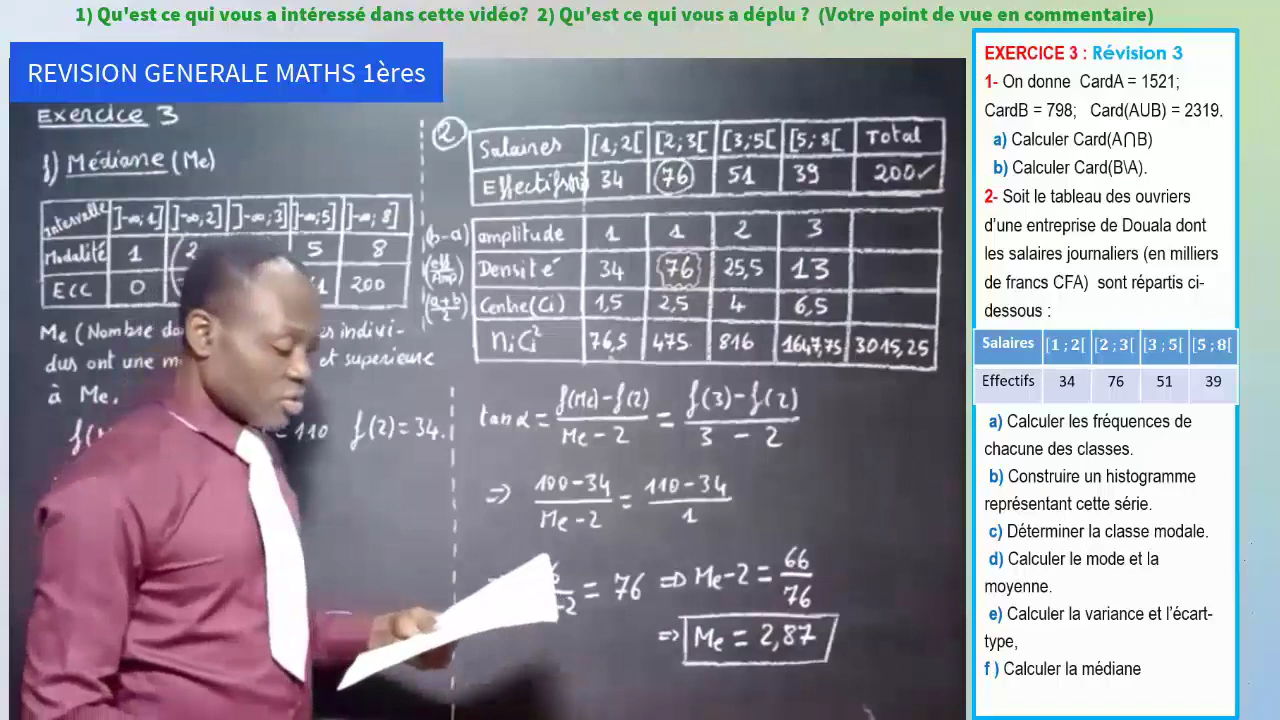 1) Qu'est ce qui vous a intéressé dans cette vidéo? 2) Qu'est ce qui vous a déplu ? (Votre point de vue en commentaire)
REVISION GENERALE MATHS 1ères
Exercice 3
f) Médiane (Me)
Intervalle ]-∞; 1] ]-∞, 2] ]-∞; 3] ]-∞; 5] ]-∞; 8]
Modalité 1 2 5 8
ECC 0 200
Me (Nombre indivi-
dus ont une et superieure
à Me.
110 f(2) = 34.
2
Salaires [1; 2[ [2; 3[ [3; 5[ [5; 8[ Total
Effectifs 34 76 51 39 200 ✓
(b-a) amplitude 1 1 2 3
(eff/Amp) Densité 34 76 25,5 13
(a+b/2) Centre (Ci) 1,5 2,5 4 6,5
niCi² 76,5 475 816 1647,75 3015,25
tan α = f(Me) - f(2) / Me - 2 = f(3) - f(2) / 3 - 2
=> 100 - 34 / Me - 2 = 110 - 34 / 1
= 76 => Me - 2 = 66 / 76
=> Me = 2,87
EXERCICE 3 : Révision 3
1- On donne CardA = 1521;
CardB = 798; Card(AUB) = 2319.
a) Calculer Card(A⋂B)
b) Calculer Card(B\A).
2- Soit le tableau des ouvriers
d'une entreprise de Douala dont
les salaires journaliers (en milliers
de francs CFA) sont répartis ci-
dessous :
Salaires [1 ; 2[ [2 ; 3[ [3 ; 5[ [5 ; 8[
Effectifs 34 76 51 39
a) Calculer les fréquences de
chacune des classes.
b) Construire un histogramme
représentant cette série.
c) Déterminer la classe modale.
d) Calculer le mode et la
moyenne.
e) Calculer la variance et l'écart-
type,
f ) Calculer la médiane